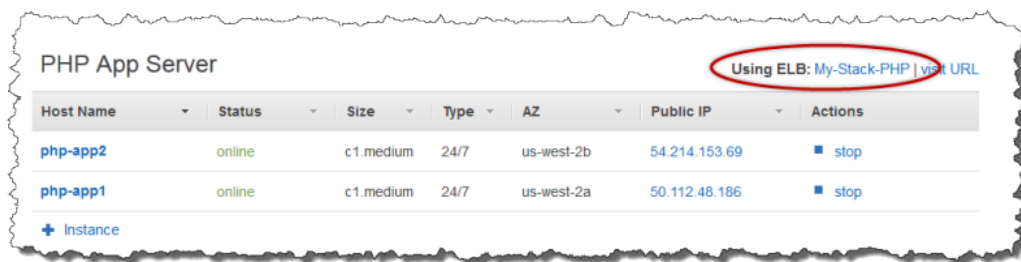 PHP App Server
Using ELB: My-Stack-PHP | visit URL
Host Name Status Size Type AZ Public IP Actions
php-app2 online c1.medium 24/7 us-west-2b 54.214.153.69 stop
php-app1 online c1.medium 24/7 us-west-2a 50.112.48.186 stop
+ Instance